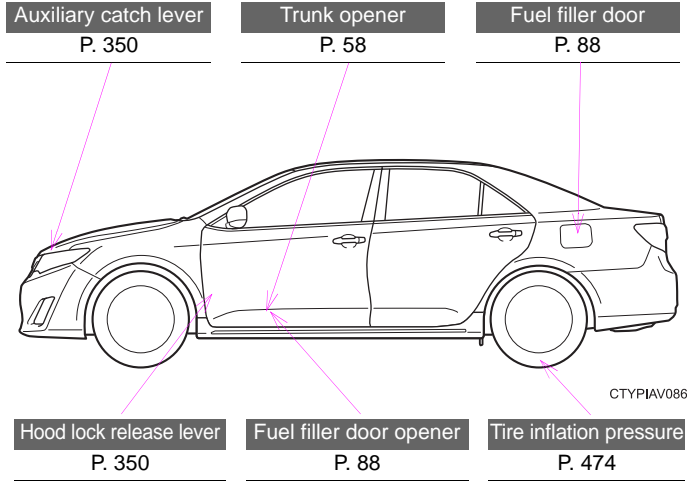 Auxiliary catch lever
P. 350
Trunk opener
P. 58
Fuel filler door
P. 88
CTYPIAV086
Hood lock release lever
P. 350
Fuel filler door opener
P. 88
Tire inflation pressure
P. 474